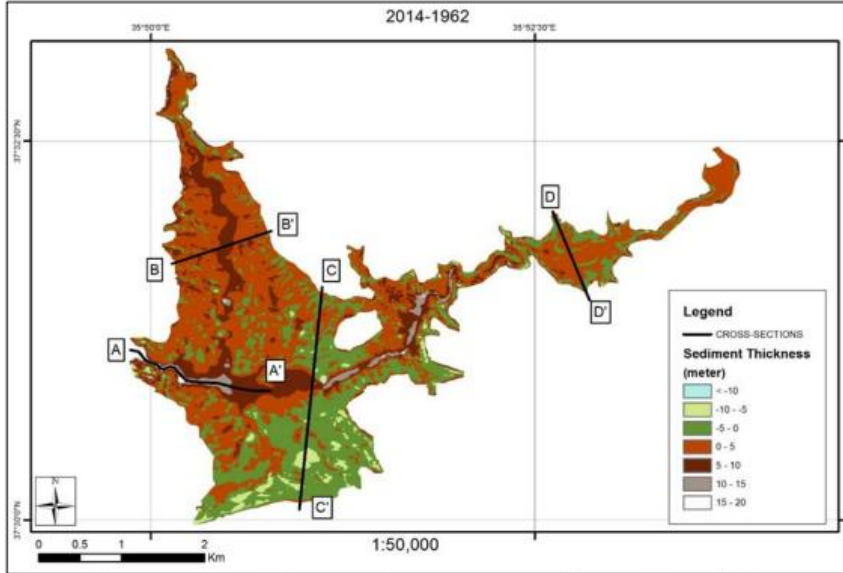 2014-1962
35°50'0"E
35°52'30"E
37°32'30"N
D
B'
B
C
D'
A
A'
C'
37°30'0"N
Legend
CROSS-SECTIONS
Sediment Thickness
(meter)
< -10
-10 - -5
-5 - 0
0 - 5
5 - 10
10 - 15
15 - 20
N
0 0.5 1 2
Km
1:50,000